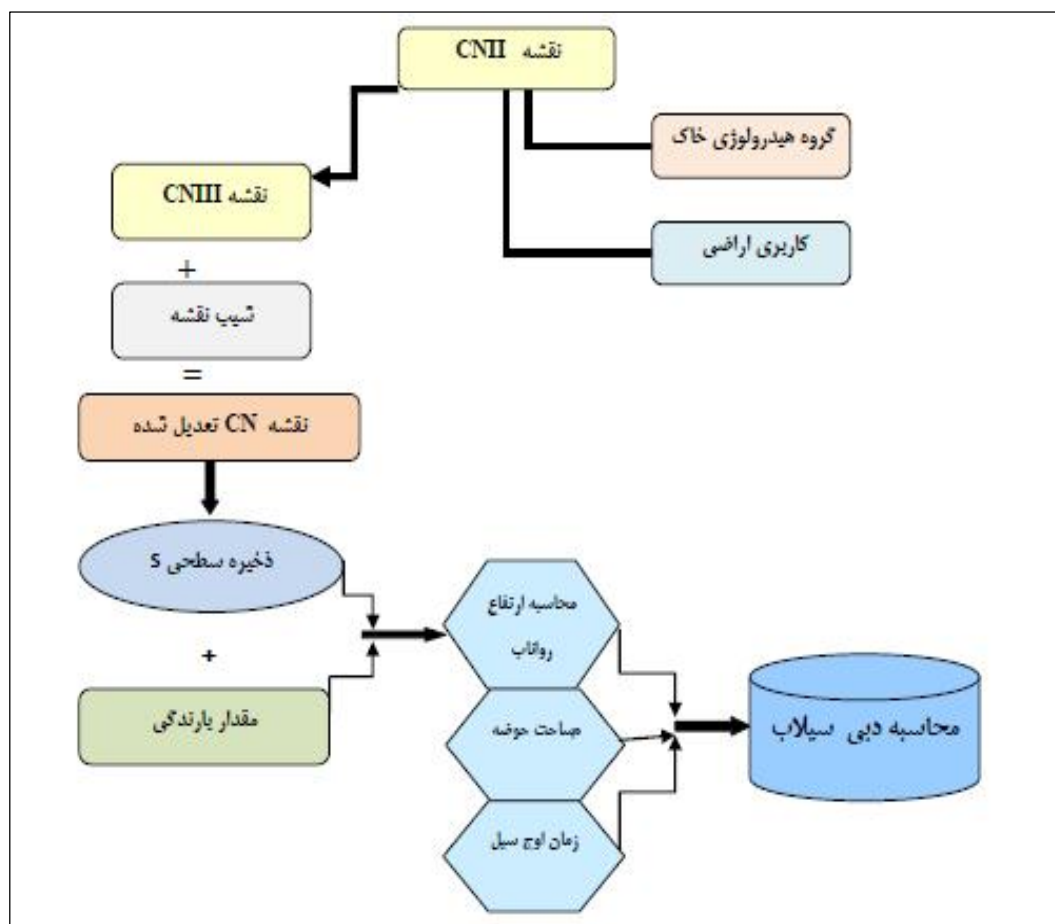 نقشه CNII
گروه هیدرولوژی خاک
نقشه CNIII
کاربری اراضی
+
شیب نقشه
=
نقشه CN تعدیل شده
ذخیره سطحی S
+
مقدار بارندگی
محاسبه ارتفاع
رواناب
مساحت حوضه
زمان اوج سیل
محاسبه دبی سیلاب